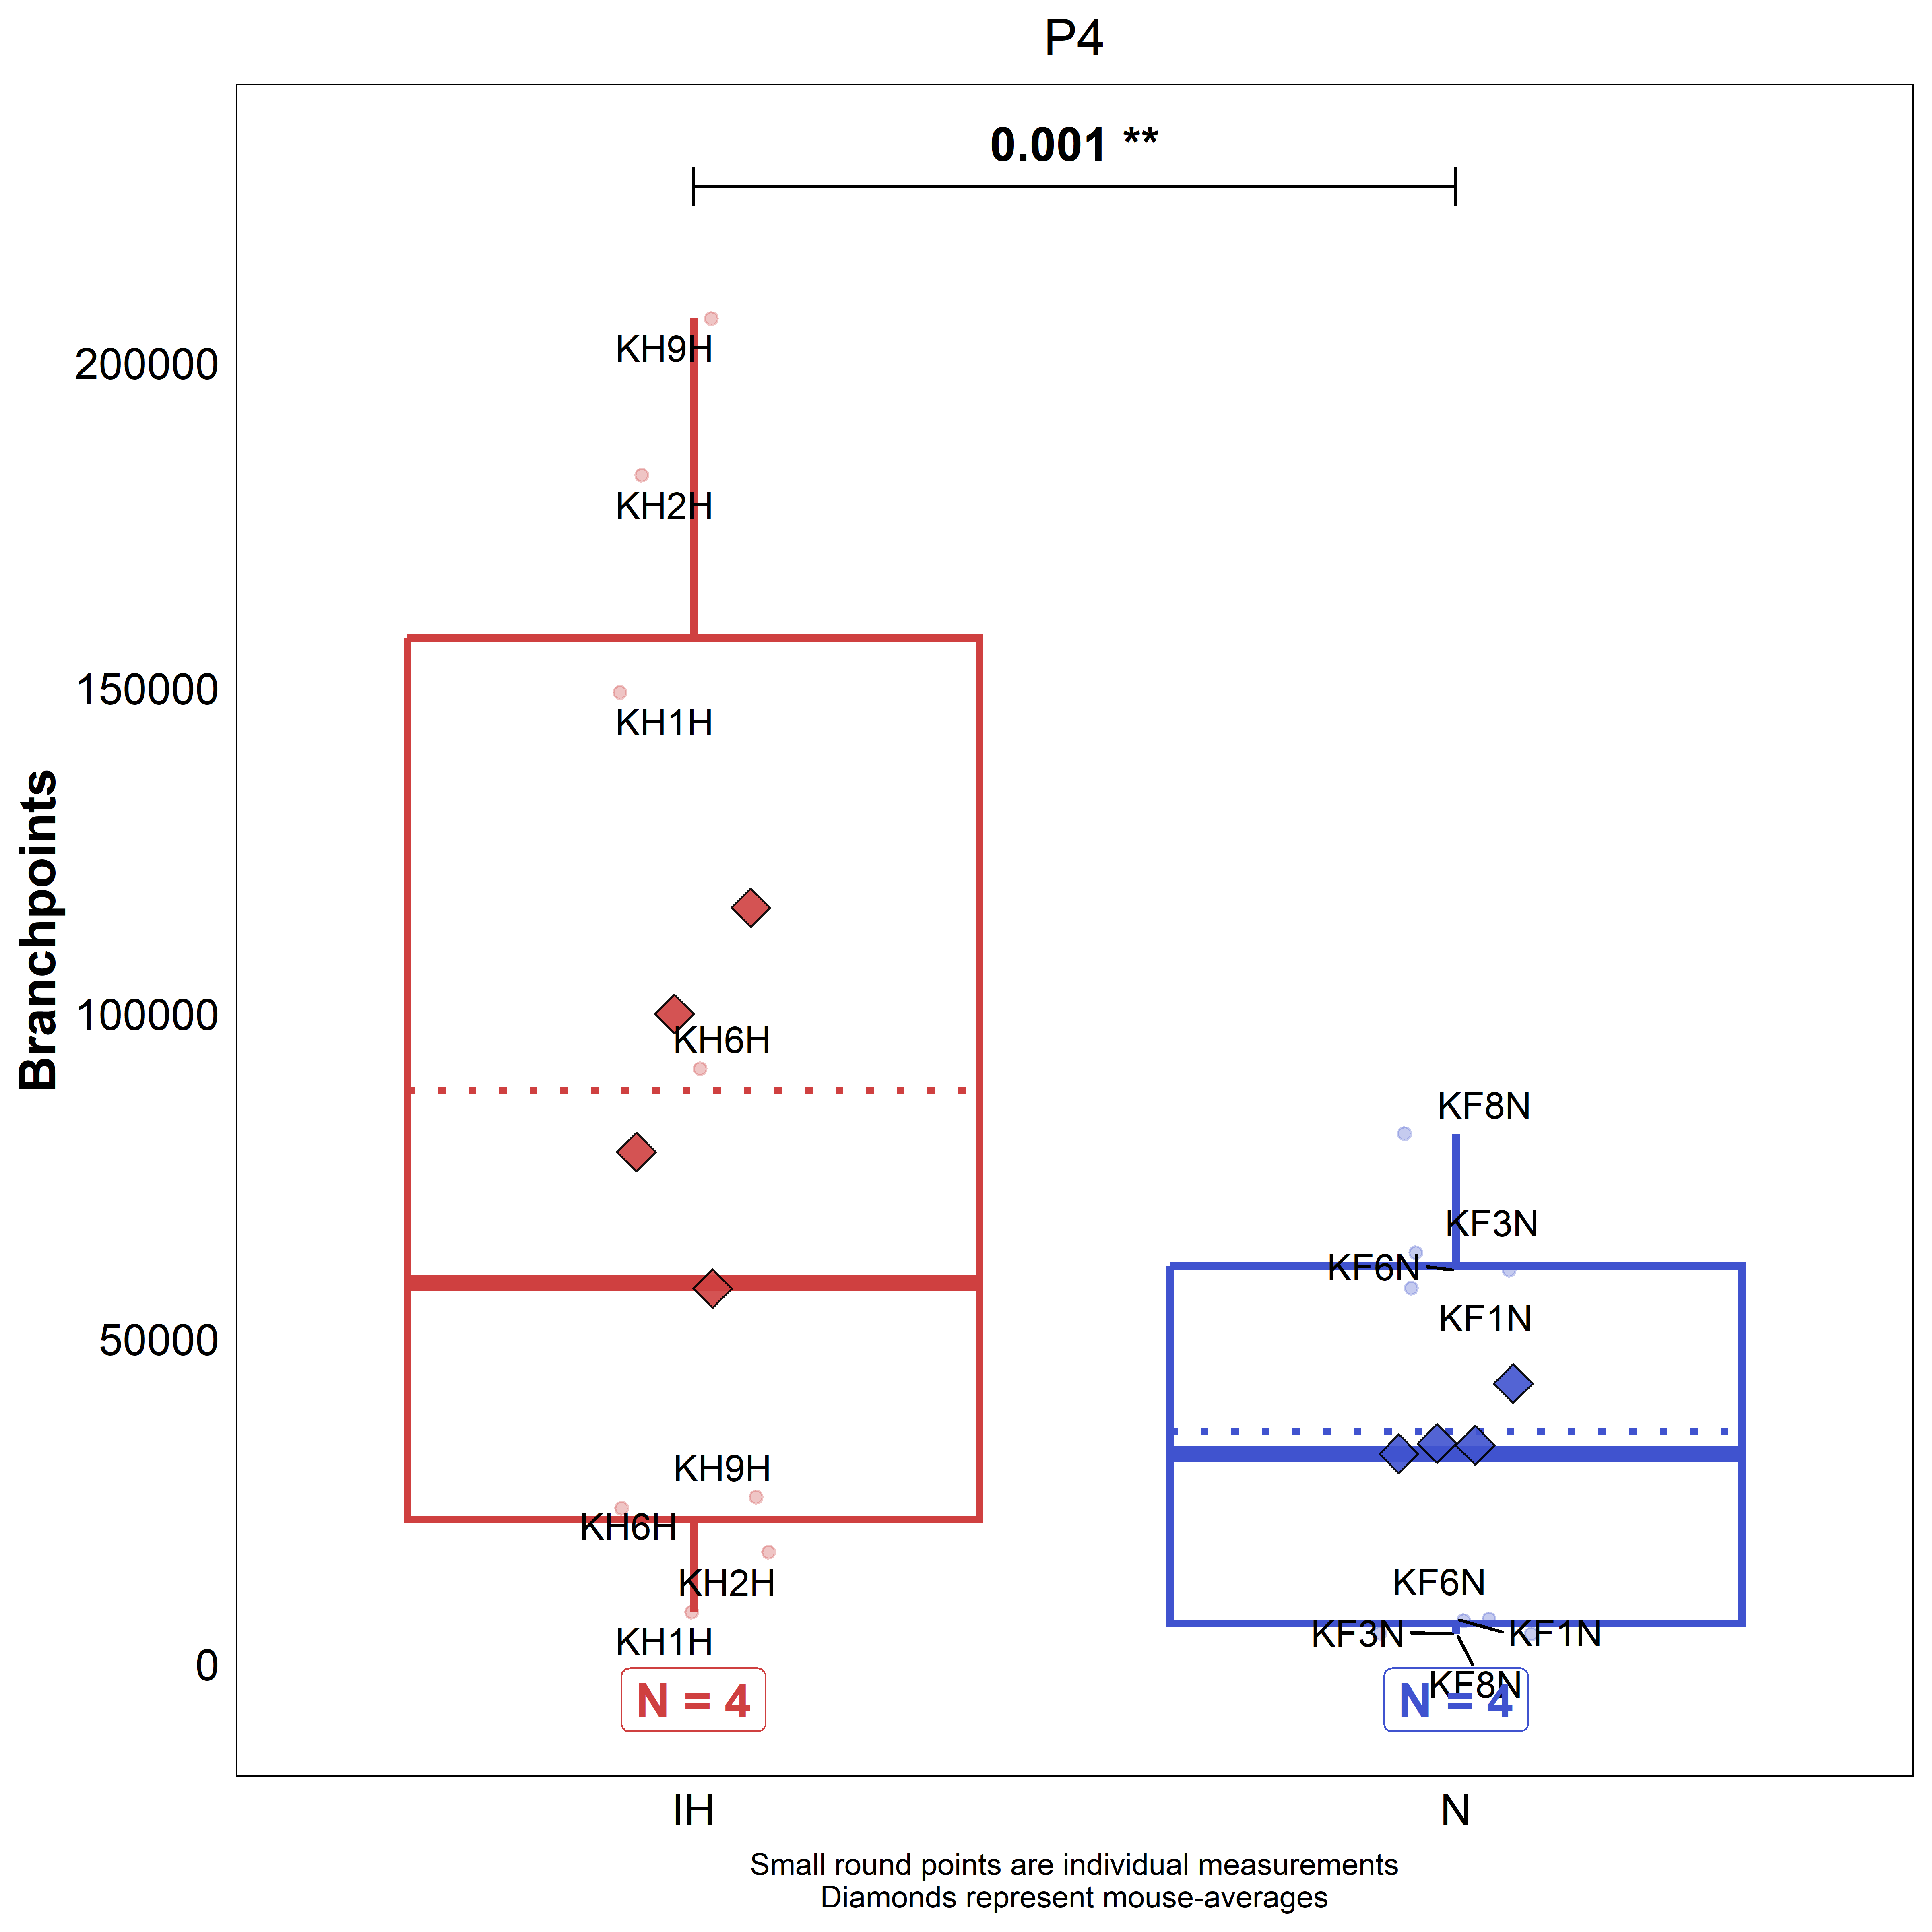 P4
0.001 **
KH9H
200000
KH2H
150000
KH1H
Branchpoints
100000
KH6H
KF8N
KF3N
KF6N
KF1N
50000
KH9H
KH6H
KH2H
KF6N
KH1H
KF3N
KF1N
0
KF8N
N = 4
N = 4
IH
N
Small round points are individual measurements
Diamonds represent mouse-averages